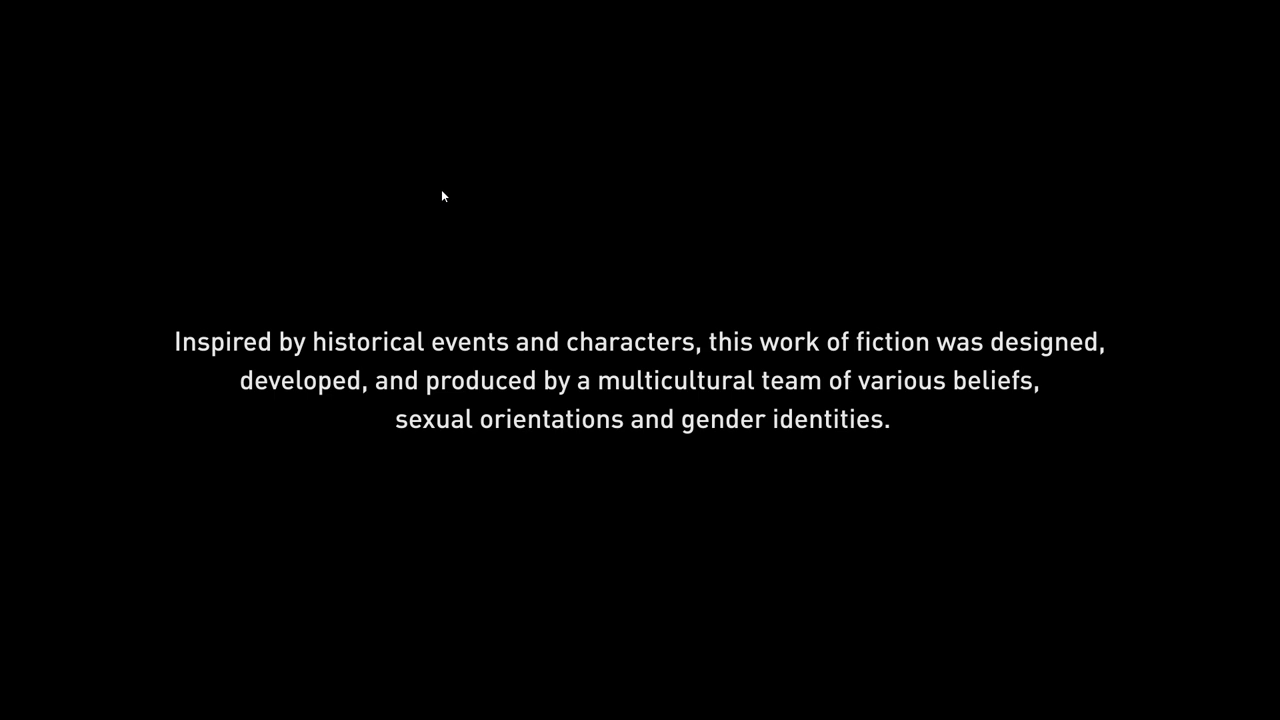 Inspired by historical events and characters, this work of fiction was designed,
developed, and produced by a multicultural team of various beliefs,
sexual orientations and gender identities.